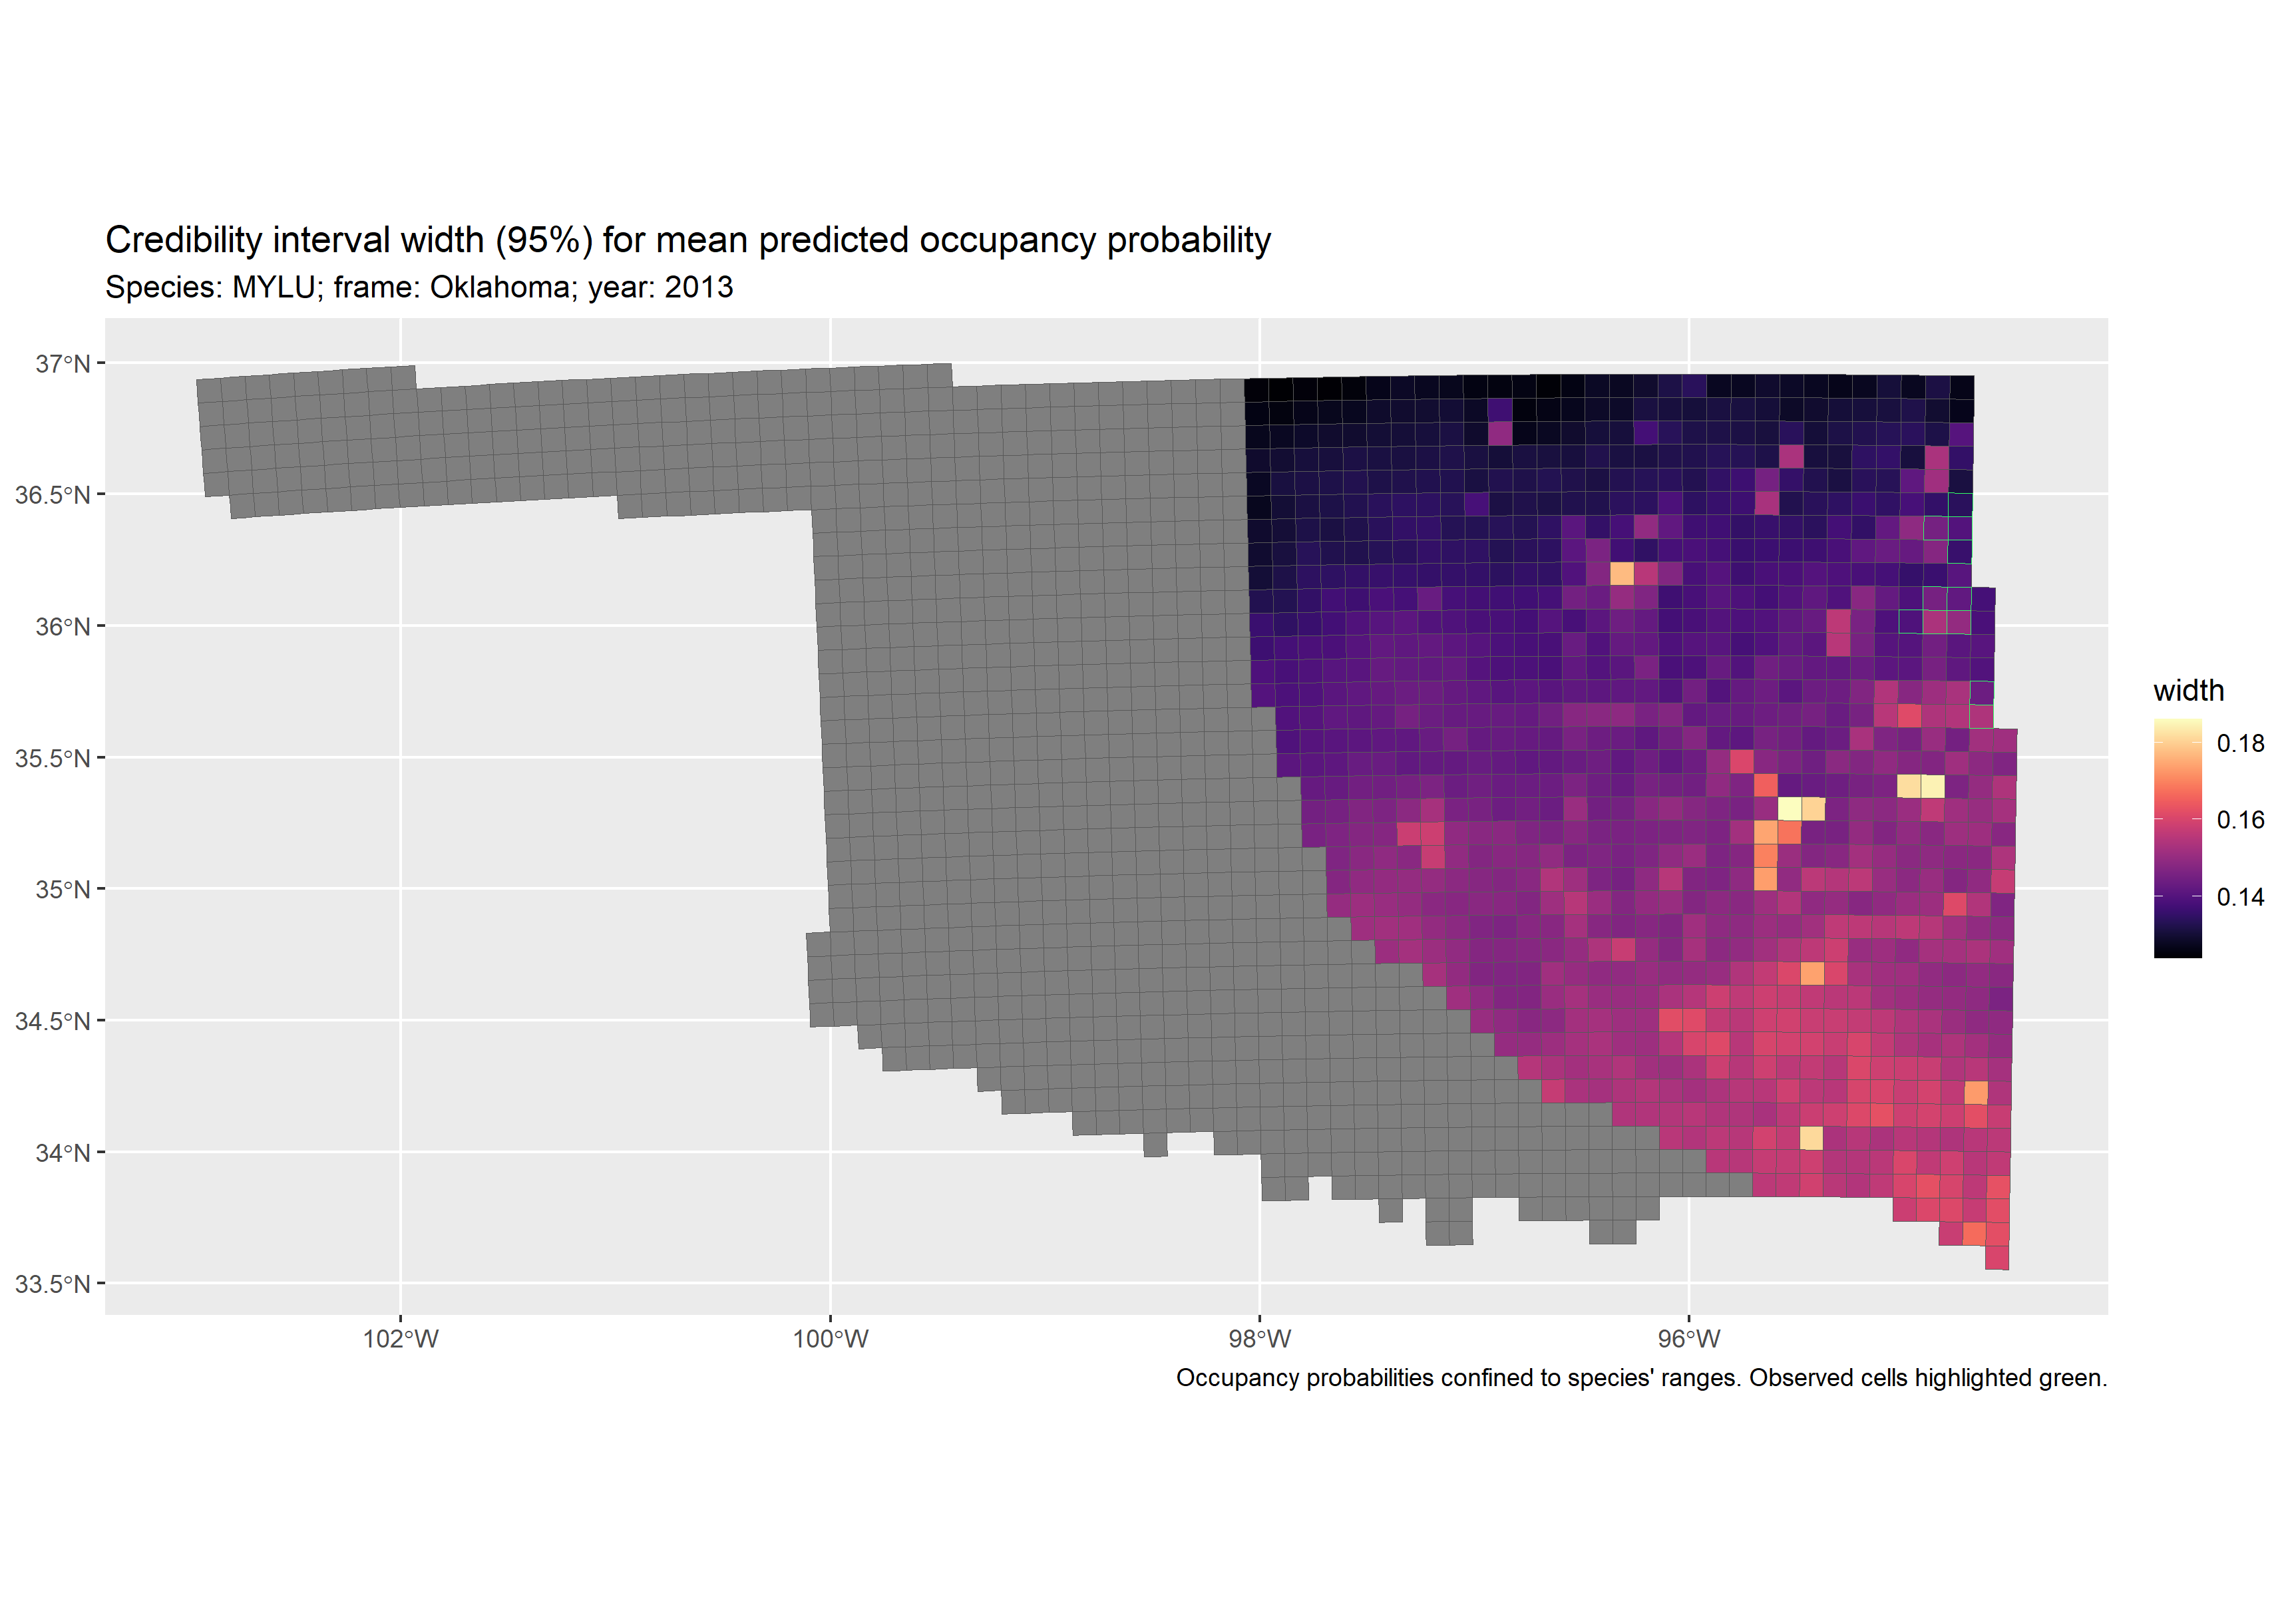 Credibility interval width (95%) for mean predicted occupancy probability
Species: MYLU; frame: Oklahoma; year: 2013
37°N
36.5°N
36°N
35.5°N
35°N
34.5°N
34°N
33.5°N
102°W
100°W
98°W
96°W
width
0.18
0.16
0.14
Occupancy probabilities confined to species' ranges. Observed cells highlighted green.